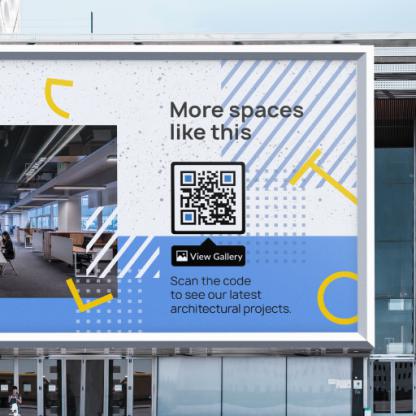 More spaces
like this
View Gallery
Scan the code
to see our latest
architectural projects.